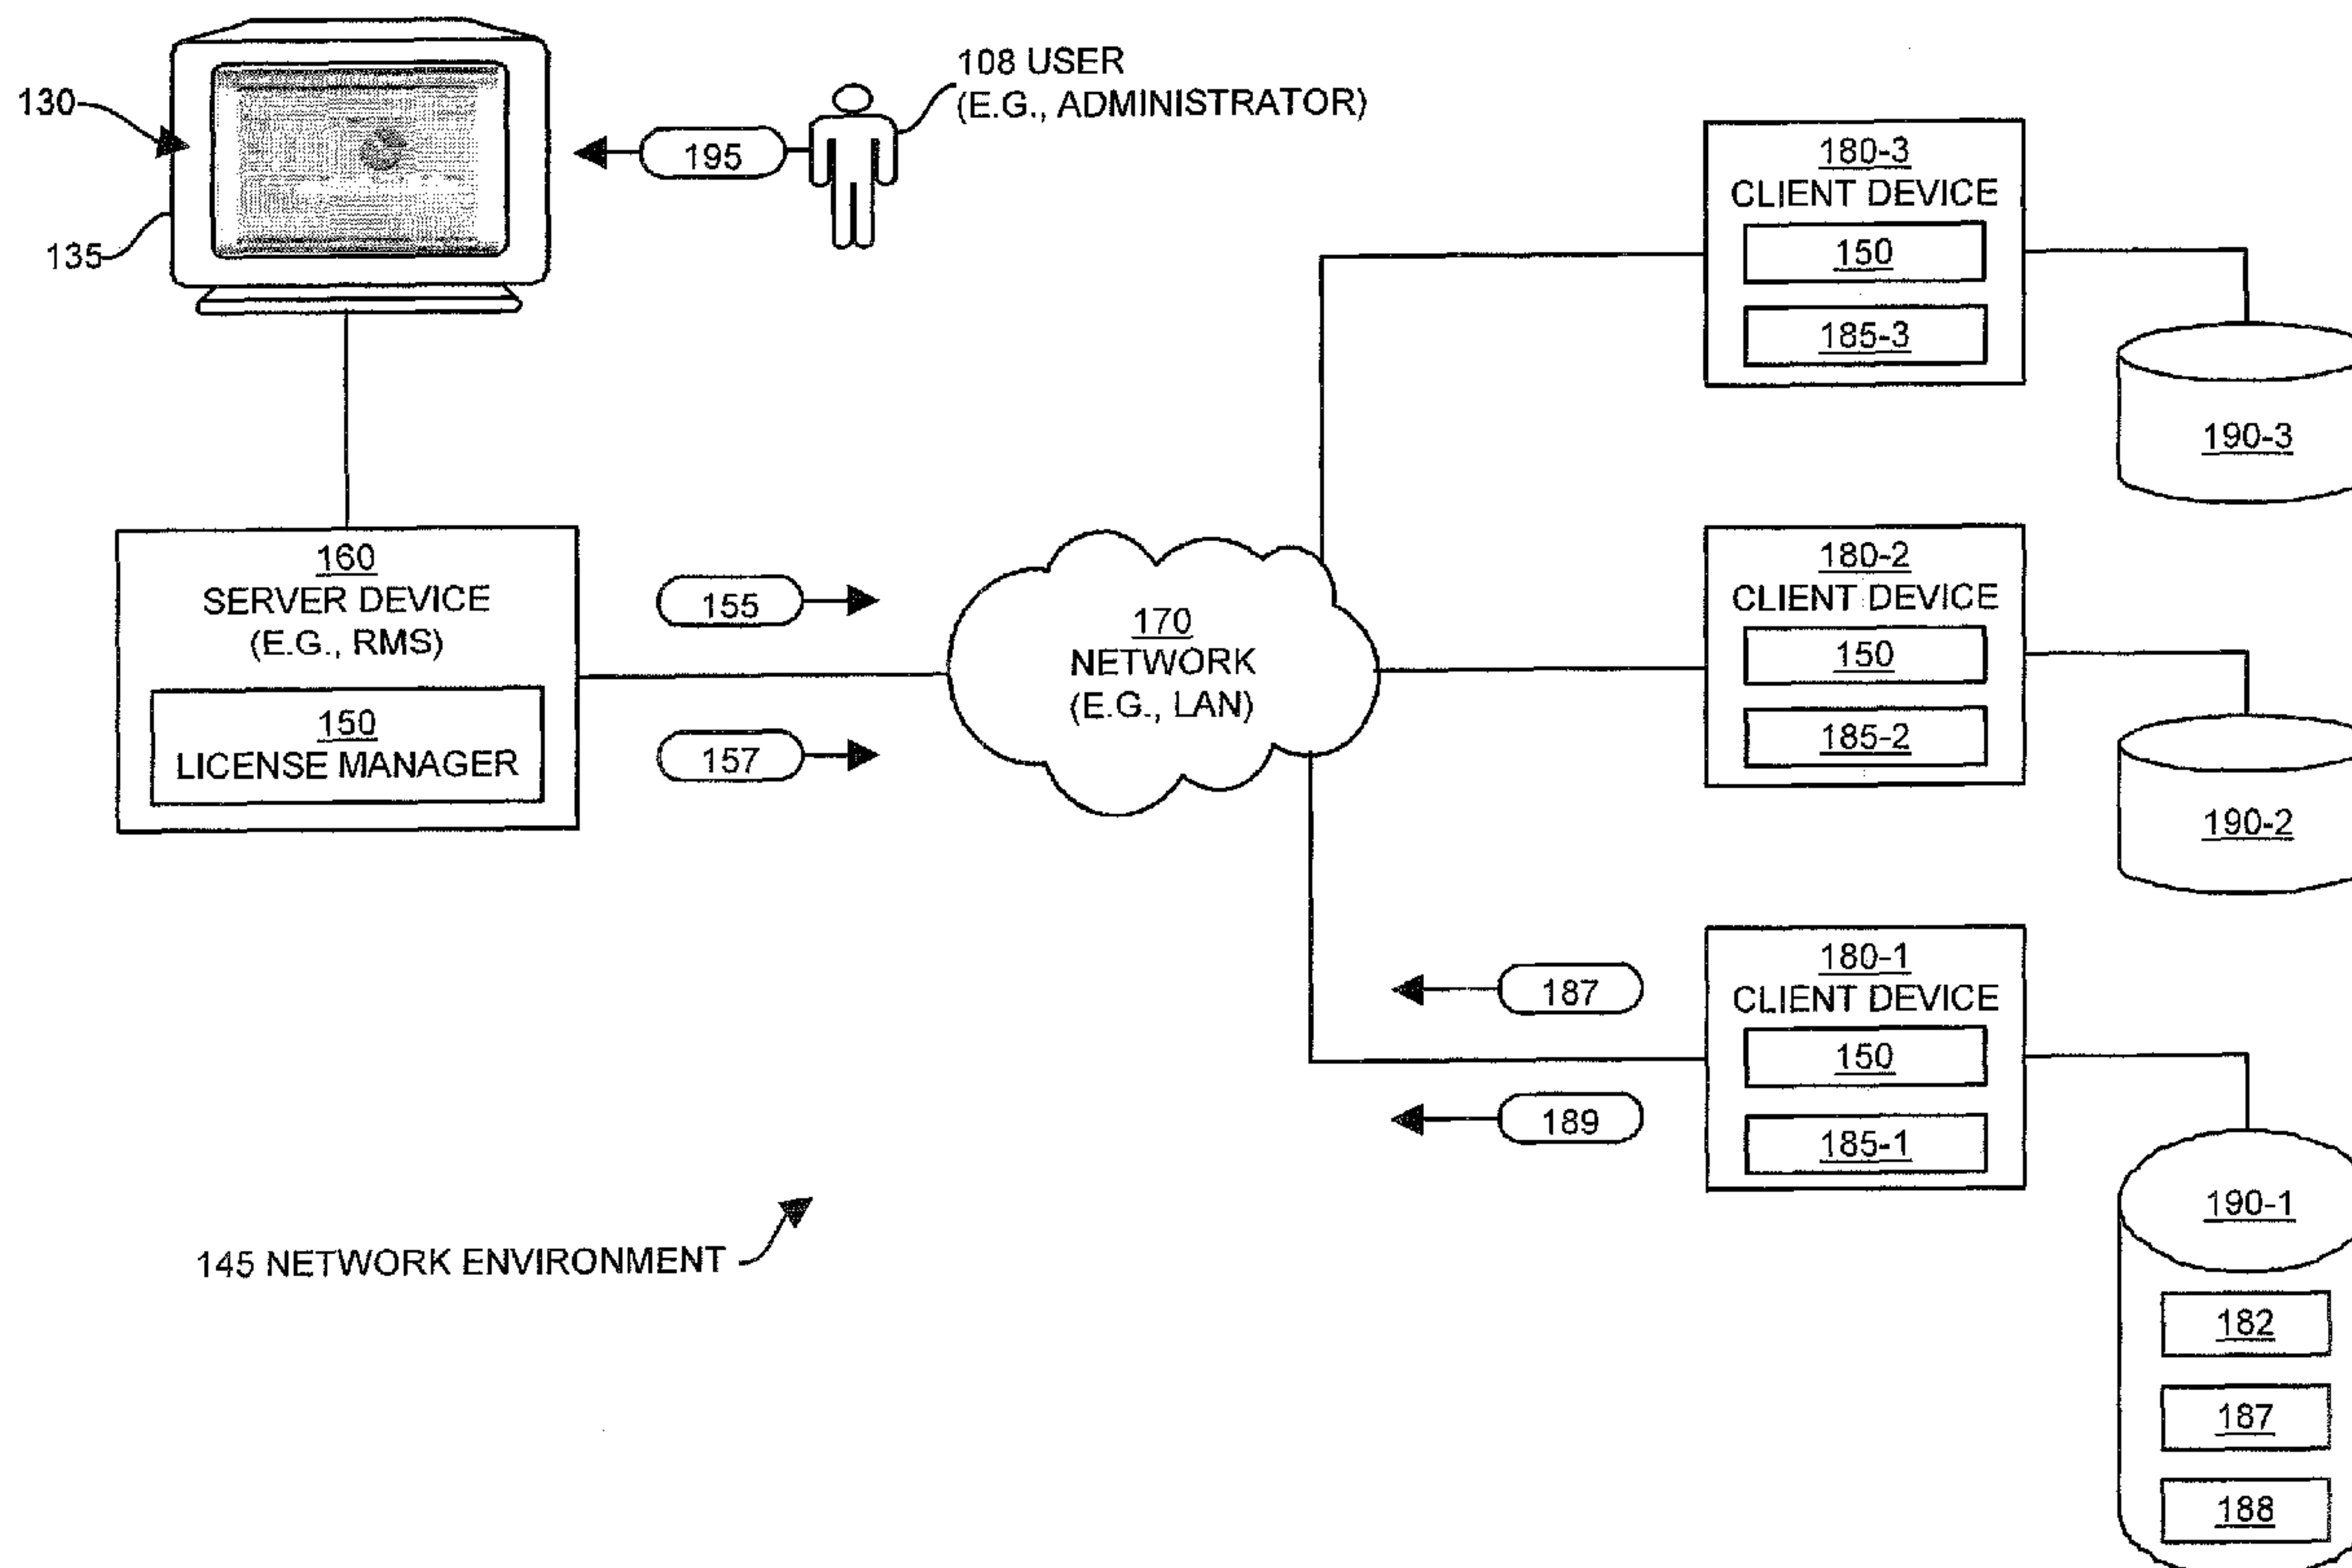 130
135
195
108 USER
(E.G., ADMINISTRATOR)
160
SERVER DEVICE
(E.G., RMS)
150
LICENSE MANAGER
155
157
170
NETWORK
(E.G., LAN)
180-3
CLIENT DEVICE
150
185-3
190-3
180-2
CLIENT DEVICE
150
185-2
190-2
180-1
CLIENT DEVICE
150
185-1
187
189
190-1
182
187
188
145 NETWORK ENVIRONMENT